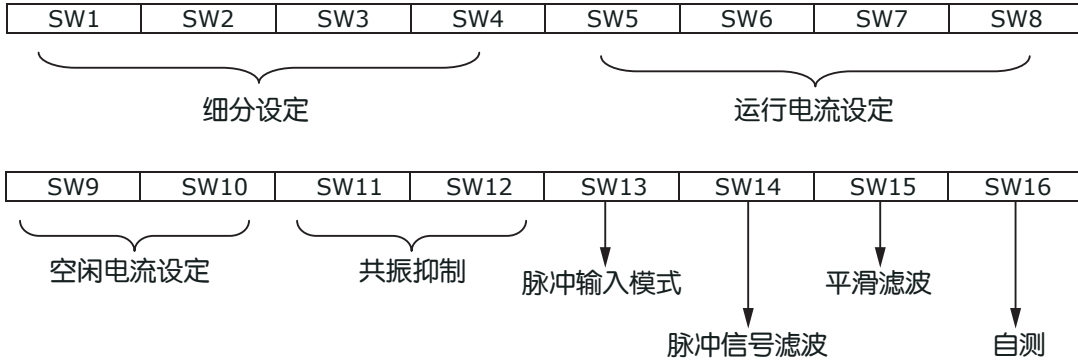 SW1 SW2 SW3 SW4 SW5 SW6 SW7 SW8
细分设定 运行电流设定
SW9 SW10 SW11 SW12 SW13 SW14 SW15 SW16
空闲电流设定 共振抑制 脉冲输入模式 平滑滤波
脉冲信号滤波 自测